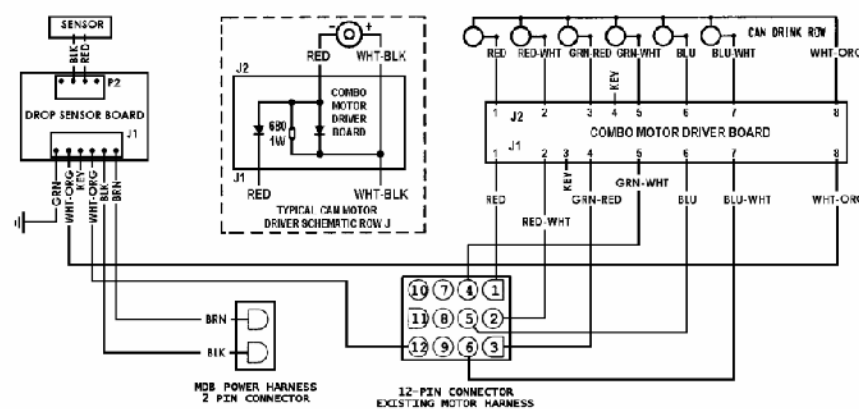 SENSOR
BLK
RED
P2
DROP SENSOR BOARD
J1
GRN
WHT-ORG
KEY
WHT-ORG
BLK
BRN
- +
RED
WHT-BLK
J2
COMBO
MOTOR
DRIVER
BOARD
680
1W
J1
RED
WHT-BLK
TYPICAL CAN MOTOR
DRIVER SCHEMATIC ROW J
CAN DRINK ROW
RED
RED-WHT
GRN-RED
GRN-WHT
BLU
BLU-WHT
WHT-ORG
KEY
1 2 3 4 5 6 7 8
J2
COMBO MOTOR DRIVER BOARD
J1
1 2 3 4 5 6 7 8
KEY
RED
RED-WHT
GRN-RED
GRN-WHT
BLU
BLU-WHT
WHT-ORG
10 7 4 1
11 8 5 2
12 9 6 3
BRN
BLK
MDB POWER HARNESS
2 PIN CONNECTOR
12-PIN CONNECTOR
EXISTING MOTOR HARNESS